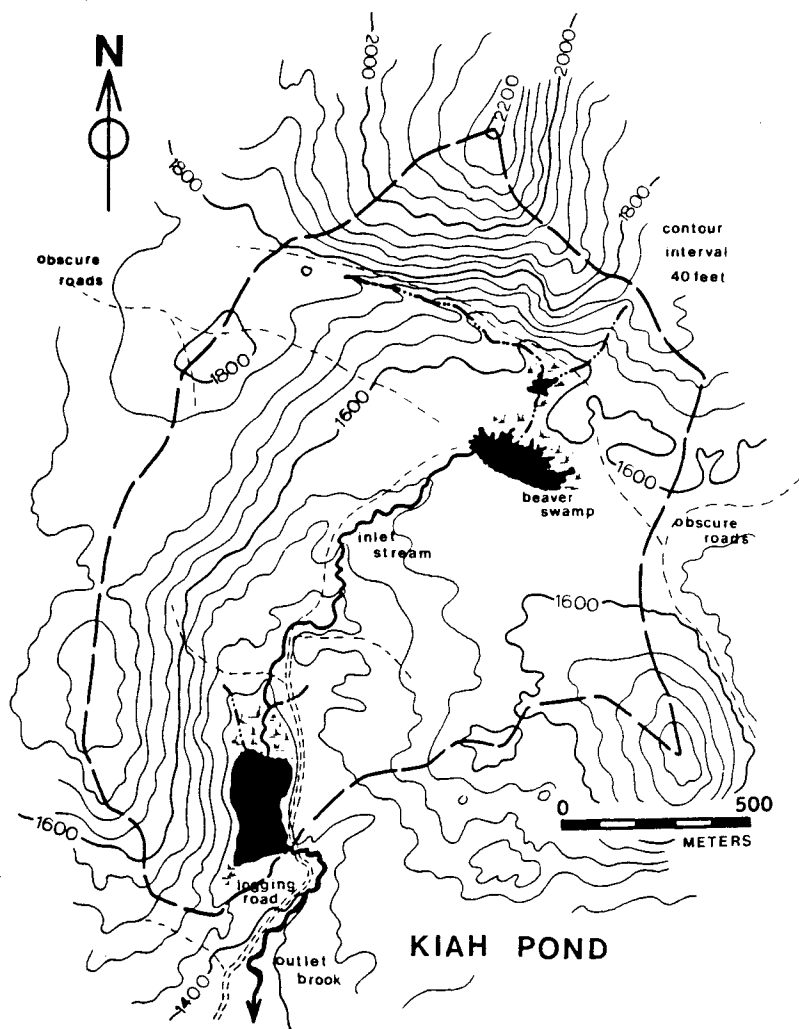 N
2000
2000
2200
1800
1800
contour
interval
40 feet
obscure
roads
1800
1600
1600
beaver
swamp
inlet
stream
obscure
roads
1600
0
500
METERS
1600
logging
road
KIAH POND
outlet
brook
1400